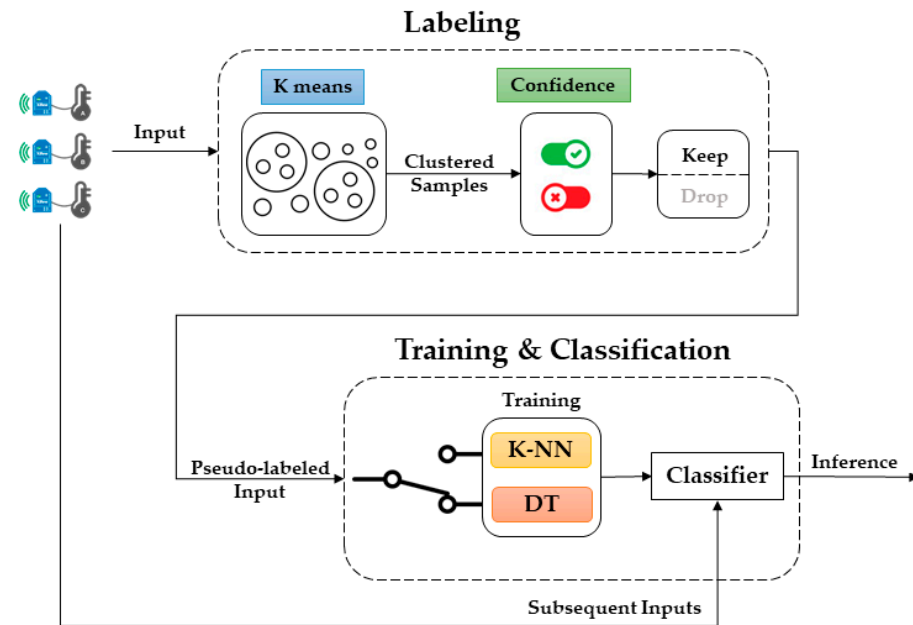 Labeling
K means
Confidence
A
B
C
Input
Clustered
Samples
Keep
Drop
Training & Classification
Training
K-NN
DT
Pseudo-labeled
Input
Classifier
Inference
Subsequent Inputs